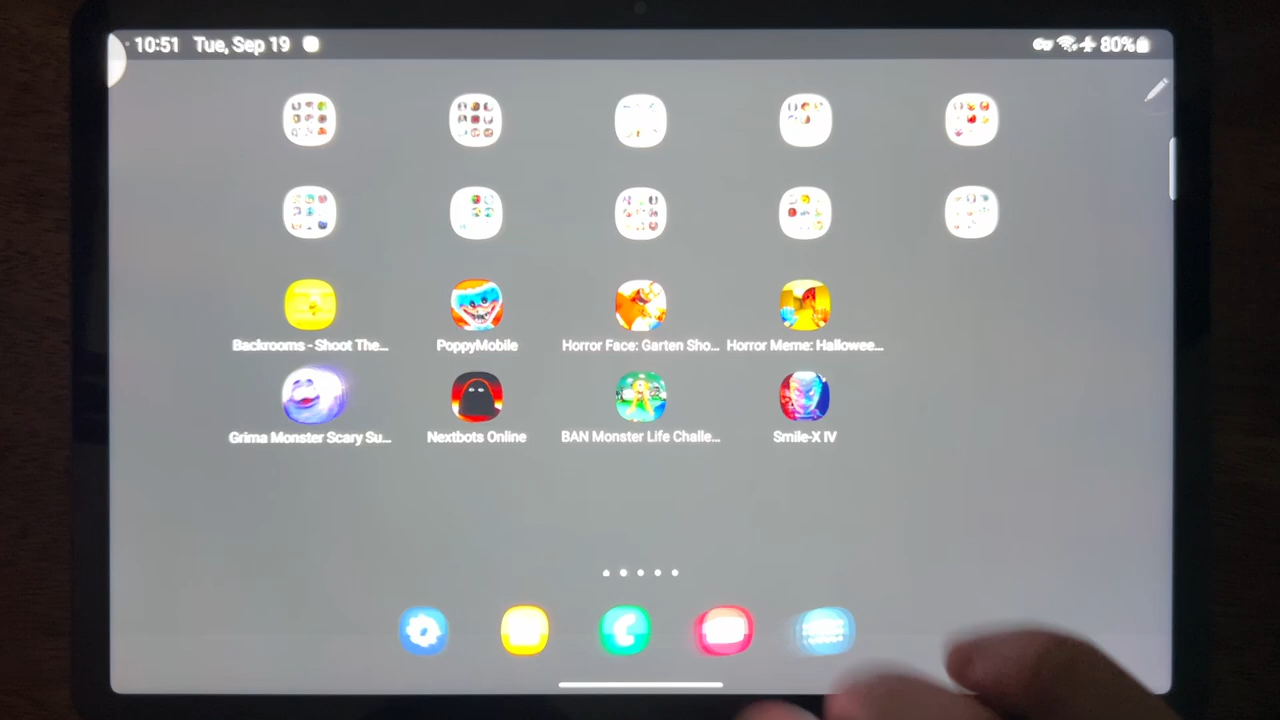 10:51 Tue, Sep 19 80%
Backrooms - Shoot The... PoppyMobile Horror Face: Garten Sho... Horror Meme: Hallowee...
Grima Monster Scary Su... Nextbots Online BAN Monster Life Challe... Smile-X IV